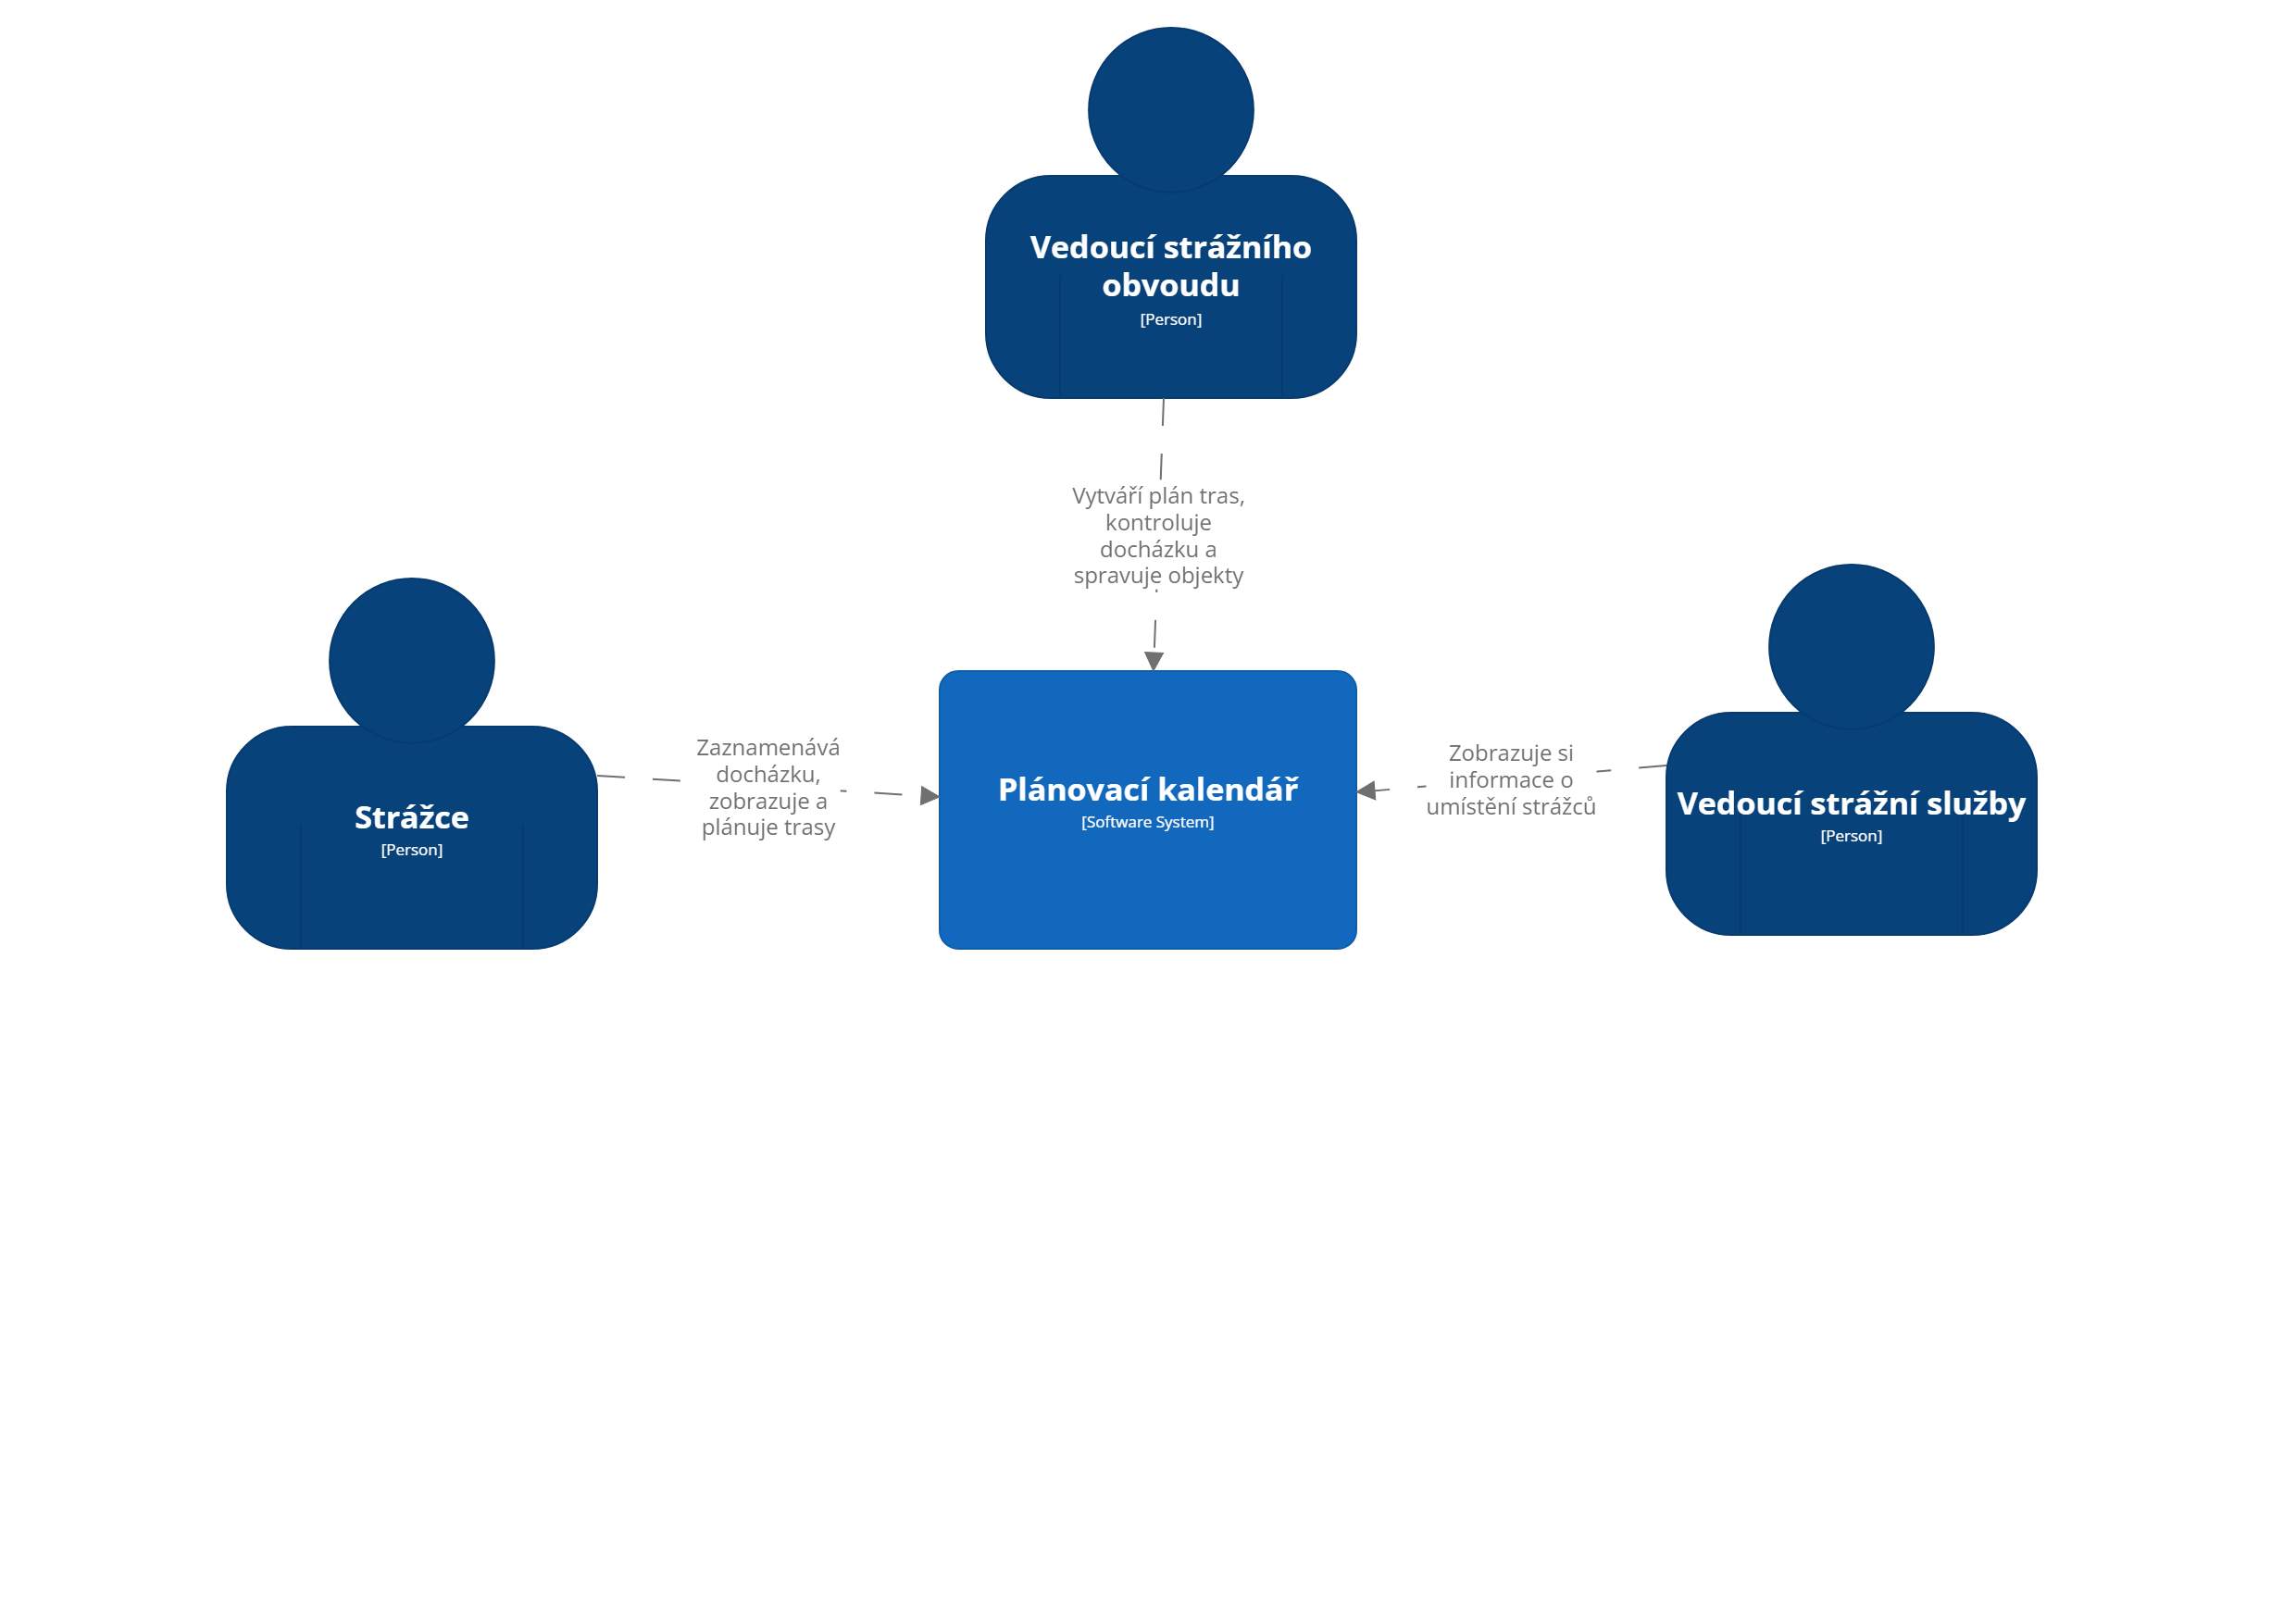 Vedoucí strážního
obvoudu
[Person]
Vytváří plán tras,
kontroluje
docházku a
spravuje objekty
Strážce
[Person]
Zaznamenává
docházku,
zobrazuje a
plánuje trasy
Plánovací kalendář
[Software System]
Zobrazuje si
informace o
umístění strážců
Vedoucí strážní služby
[Person]